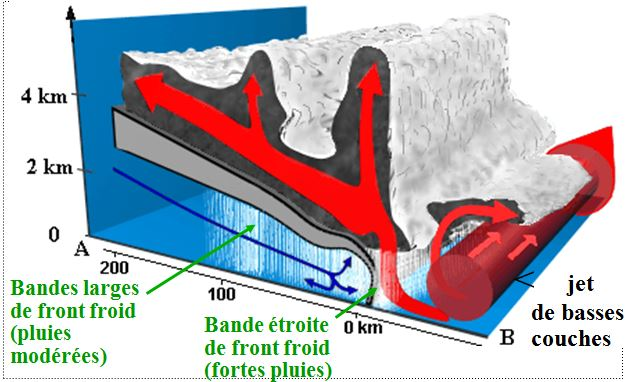 A
4 km
2 km
0
A
200
100
0 km
B
Bandes larges
de front froid
(pluies
modérées)
Bande étroite
de front froid
(fortes pluies)
jet
de basses
couches